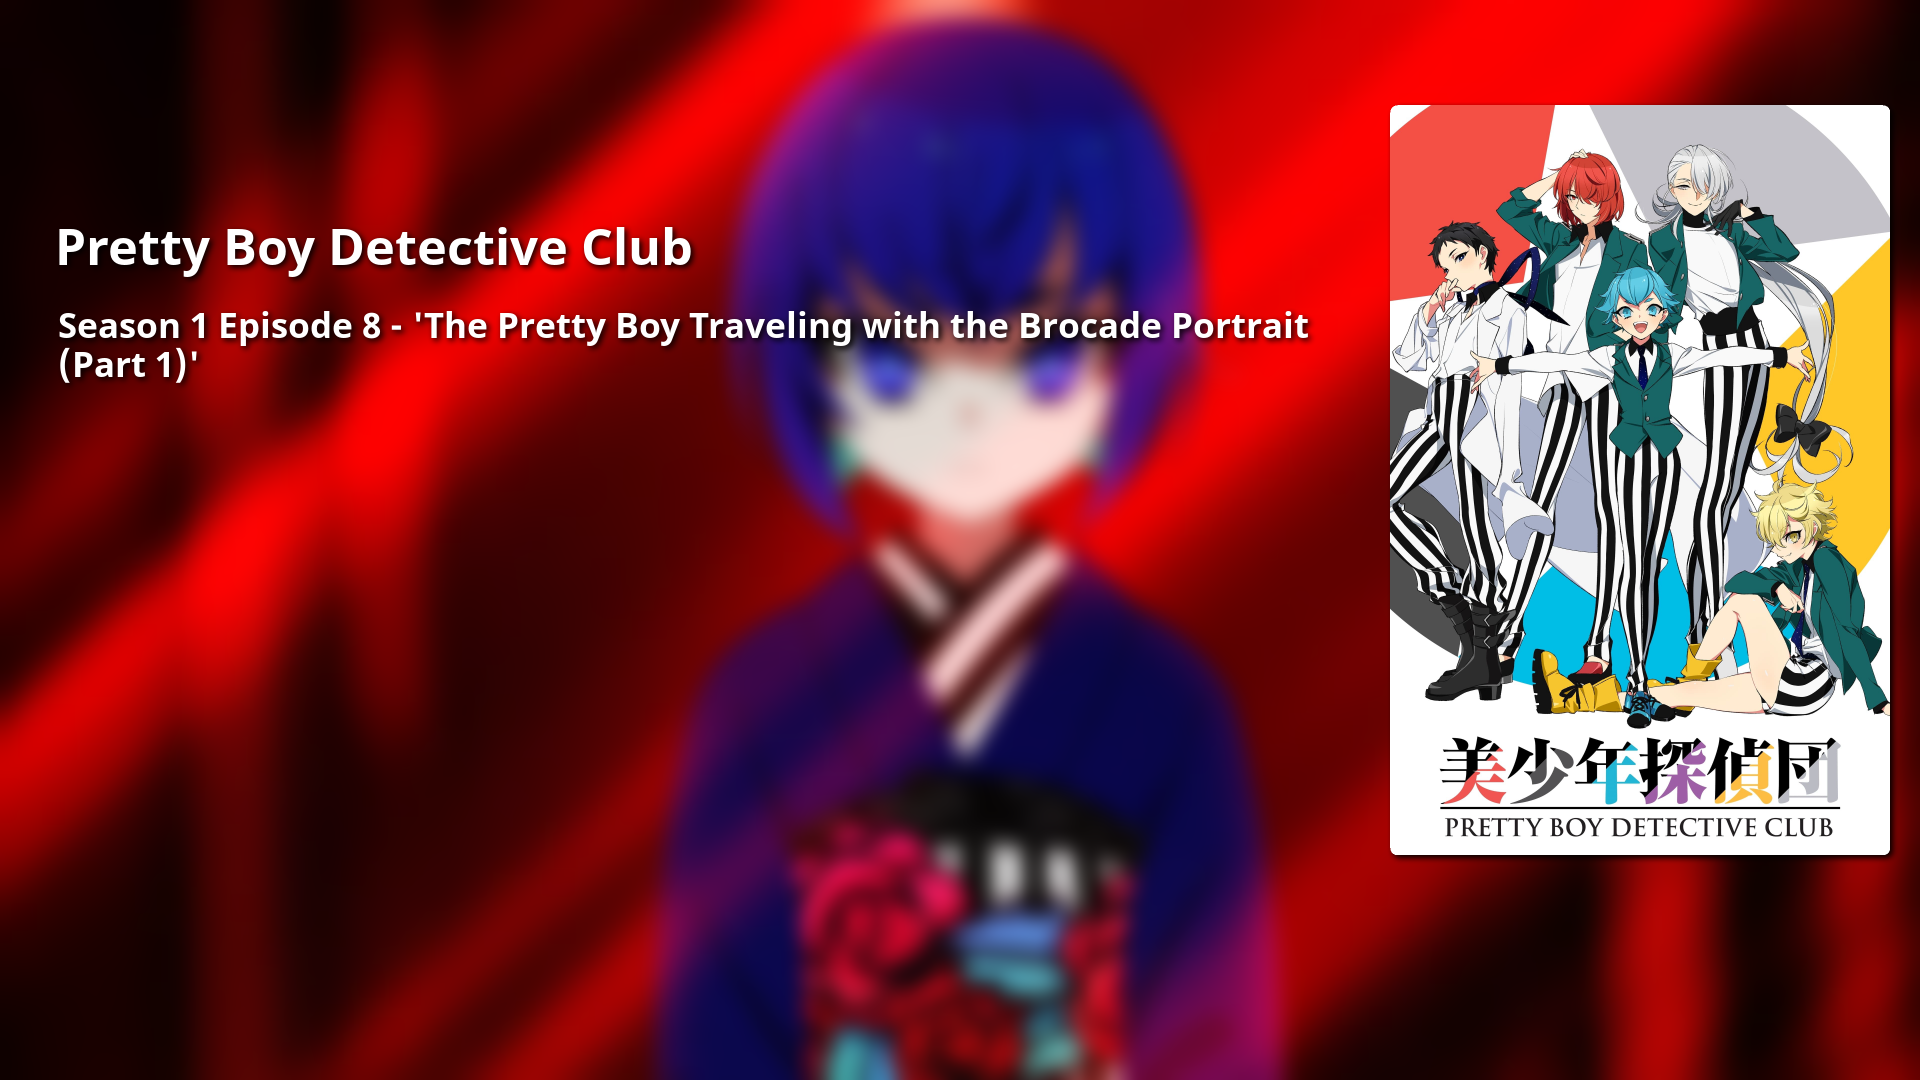 Pretty Boy Detective Club
Season 1 Episode 8 - 'The Pretty Boy Traveling with the Brocade Portrait
(Part 1)'
美少年探偵団
PRETTY BOY DETECTIVE CLUB